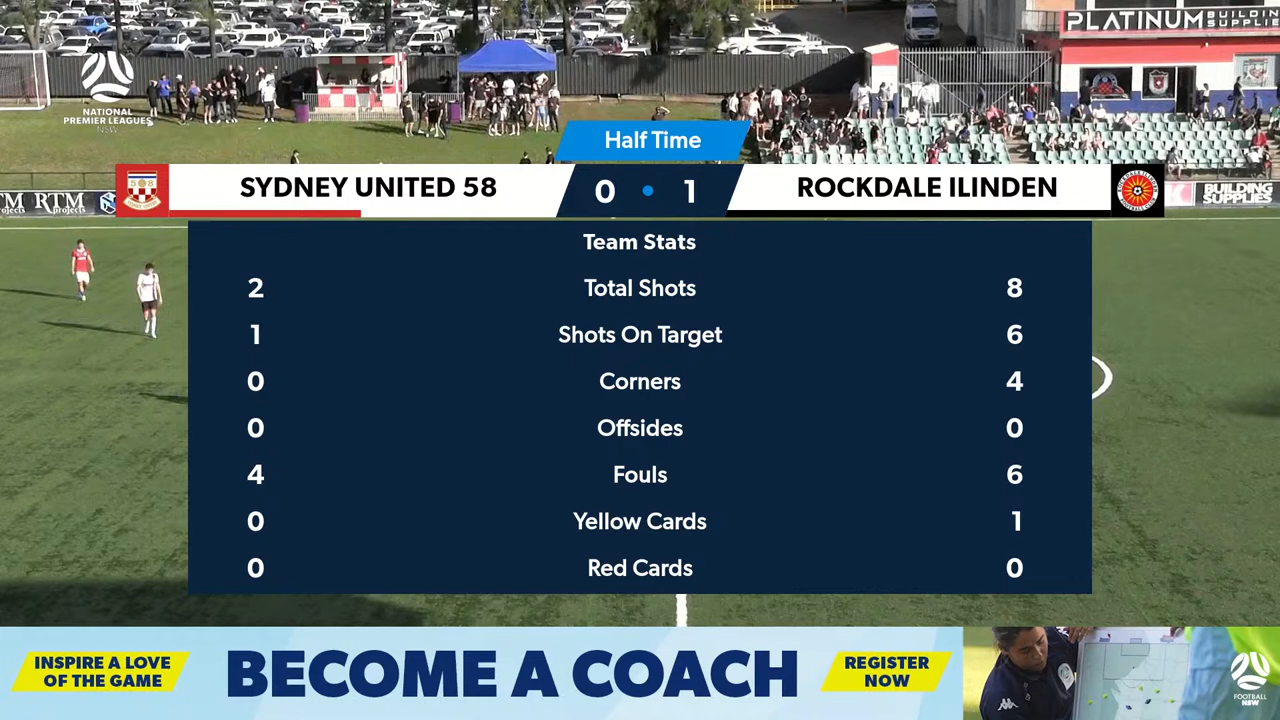 PLATINUM BUILDING SUPPLIES
NATIONAL
PREMIER LEAGUES
NSW
Half Time
SYDNEY UNITED 58
0 • 1
ROCKDALE ILINDEN
RTM
projects
RTM
projects
BUILDING
SUPPLIES
Team Stats
2 Total Shots 8
1 Shots On Target 6
0 Corners 4
0 Offsides 0
4 Fouls 6
0 Yellow Cards 1
0 Red Cards 0
INSPIRE A LOVE
OF THE GAME
BECOME A COACH
REGISTER
NOW
FOOTBALL
NSW